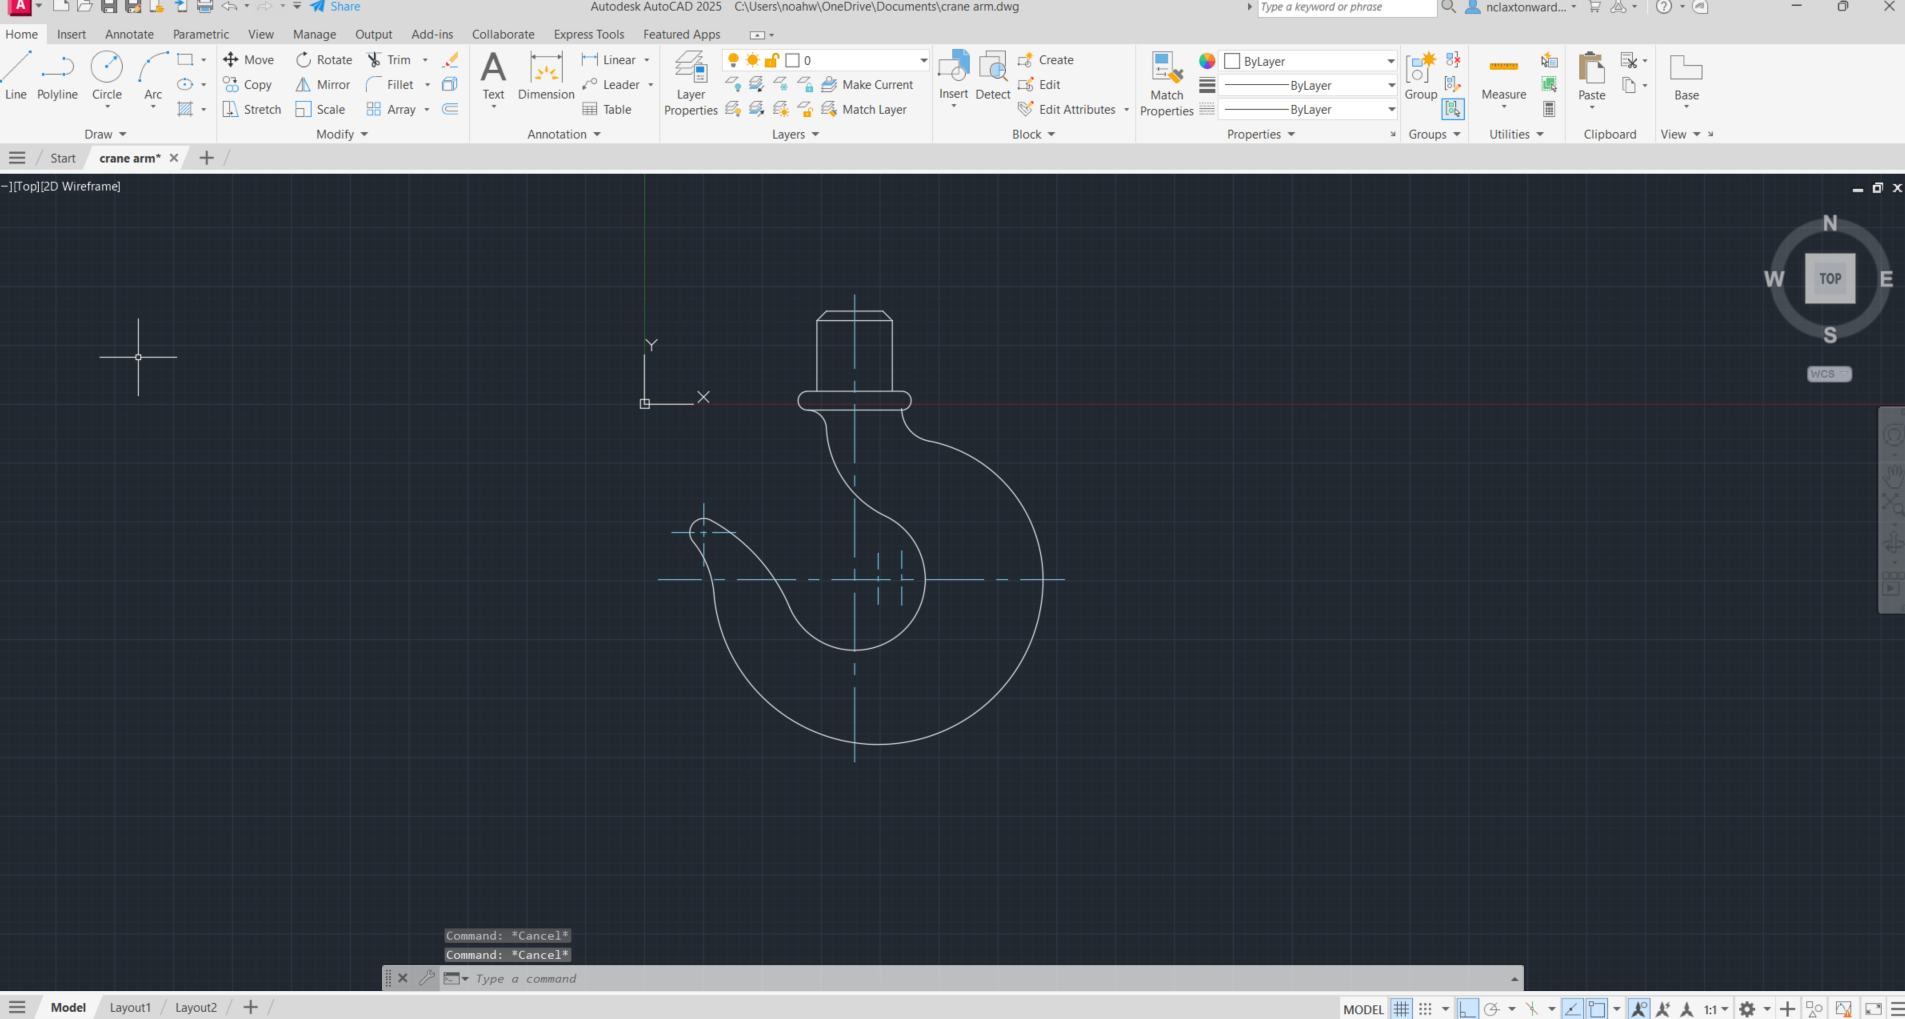 A Share Autodesk AutoCAD 2025 C:\Users\noahw\OneDrive\Documents\crane arm.dwg Type a keyword or phrase nclaxtonward...
Home Insert Annotate Parametric View Manage Output Add-ins Collaborate Express Tools Featured Apps
Line Polyline Circle Arc
Move Rotate Trim
Copy Mirror Fillet
Stretch Scale Array
Text Dimension
Linear
Leader
Table
Layer
Properties
0
Make Current
Match Layer
Insert Detect
Create
Edit
Edit Attributes
Match
Properties
ByLayer
ByLayer
ByLayer
Group
Measure
Paste
Base
Draw Modify Annotation Layers Block Properties Groups Utilities Clipboard View
Start crane arm*
−][Top][2D Wireframe]
N
W TOP E
S
WCS
Y
X
Command: *Cancel*
Command: *Cancel*
Type a command
Model Layout1 Layout2
MODEL 1:1